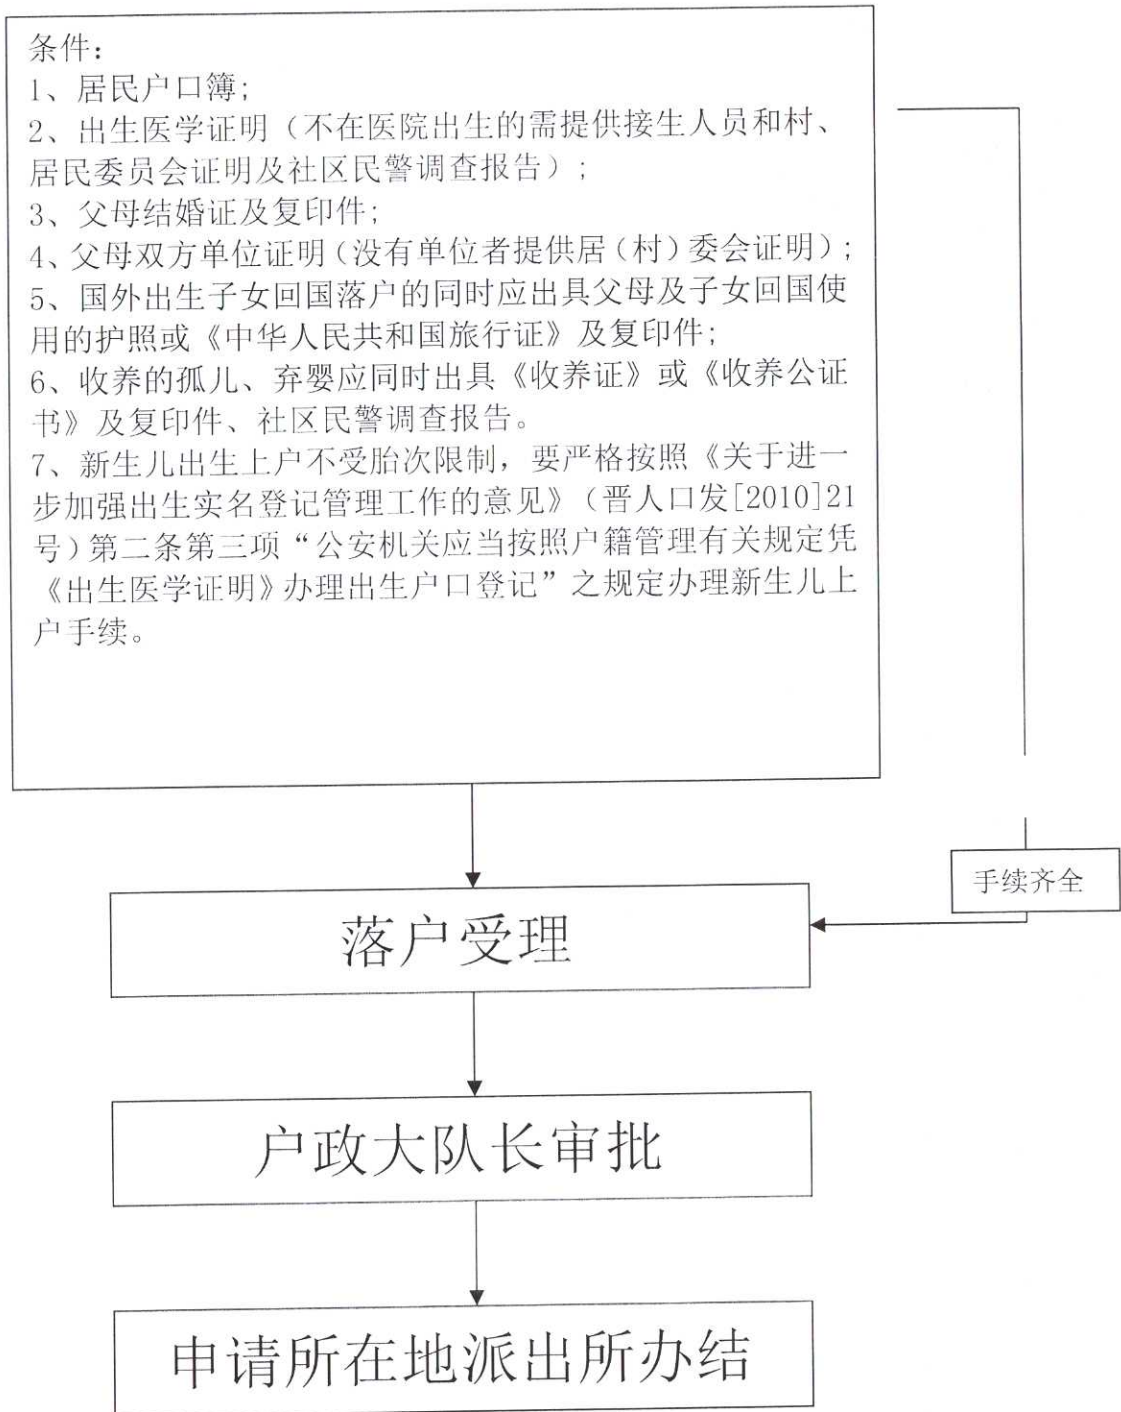 条件：
1、居民户口簿；
2、出生医学证明（不在医院出生的需提供接生人员和村、
居民委员会证明及社区民警调查报告）；
3、父母结婚证及复印件；
4、父母双方单位证明（没有单位者提供居（村）委会证明）；
5、国外出生子女回国落户的同时应出具父母及子女回国使
用的护照或《中华人民共和国旅行证》及复印件；
6、收养的孤儿、弃婴应同时出具《收养证》或《收养公证
书》及复印件、社区民警调查报告。
7、新生儿出生上户不受胎次限制，要严格按照《关于进一
步加强出生实名登记管理工作的意见》（晋人口发[2010]21
号）第二条第三项“公安机关应当按照户籍管理有关规定凭
《出生医学证明》办理出生户口登记”之规定办理新生儿上
户手续。
手续齐全
落户受理
户政大队长审批
申请所在地派出所办结